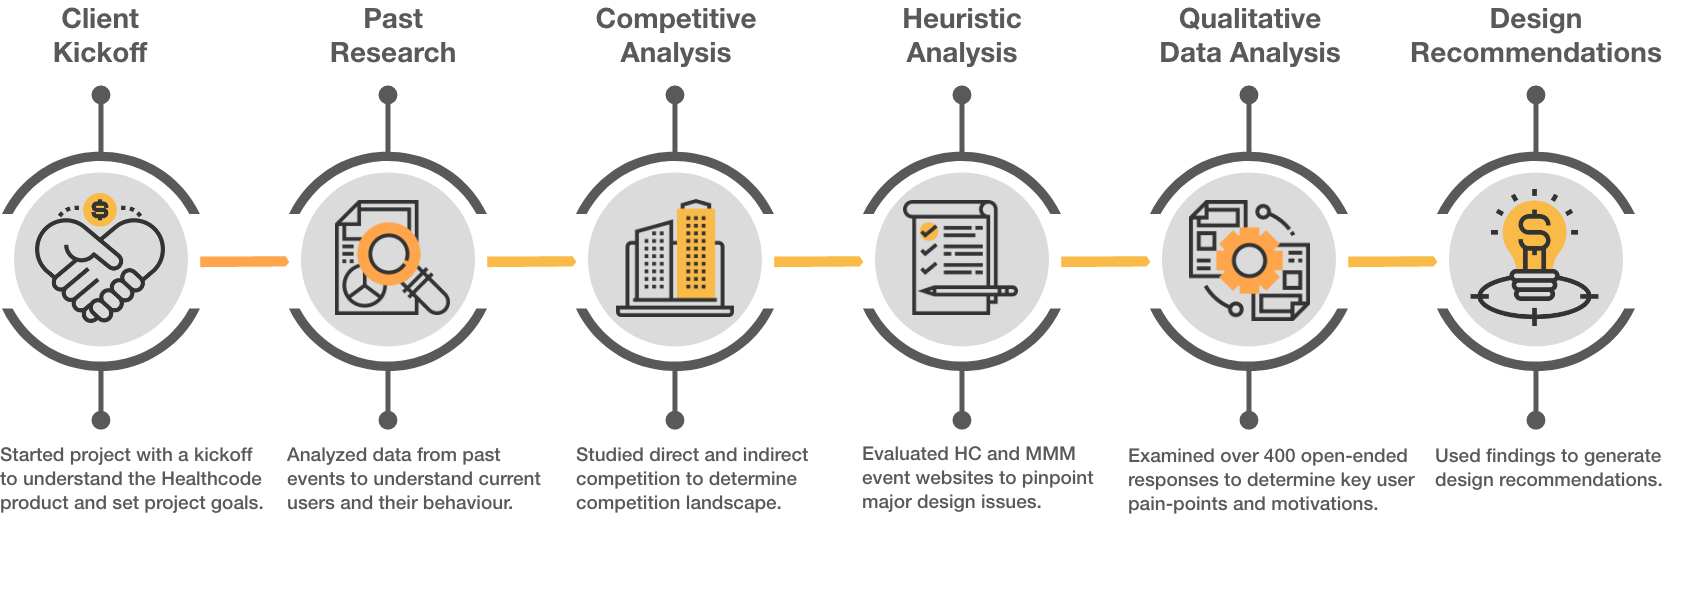 Client
Kickoff
Past
Research
Competitive
Analysis
Heuristic
Analysis
Qualitative
Data Analysis
Design
Recommendations
$
$
Started project with a kickoff
to understand the Healthcode
product and set project goals.
Analyzed data from past
events to understand current
users and their behaviour.
Studied direct and indirect
competition to determine
competition landscape.
Evaluated HC and MMM
event websites to pinpoint
major design issues.
Examined over 400 open-ended
responses to determine key user
pain-points and motivations.
Used findings to generate
design recommendations.